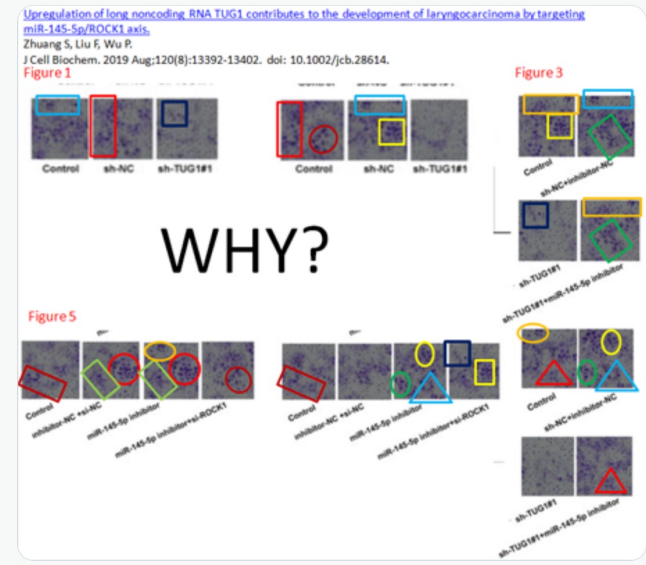 Upregulation of long noncoding RNA TUG1 contributes to the development of laryngocarcinoma by targeting
miR-145-5p/ROCK1 axis.
Zhuang S, Liu F, Wu P.
J Cell Biochem. 2019 Aug;120(8):13392-13402. doi: 10.1002/jcb.28614.
Figure 1
Figure 3
Control
sh-NC
sh-TUG1#1
Control
sh-NC
sh-TUG1#1
Control
sh-NC+inhibitor-NC
WHY?
sh-TUG1#1
sh-TUG1#1+miR-145-5p inhibitor
Figure 5
Control
inhibitor-NC +si-NC
miR-145-5p inhibitor
miR-145-5p inhibitor+si-ROCK1
Control
inhibitor-NC +si-NC
miR-145-5p inhibitor
miR-145-5p inhibitor+si-ROCK1
Control
sh-NC+inhibitor-NC
sh-TUG1#1
sh-TUG1#1+miR-145-5p inhibitor